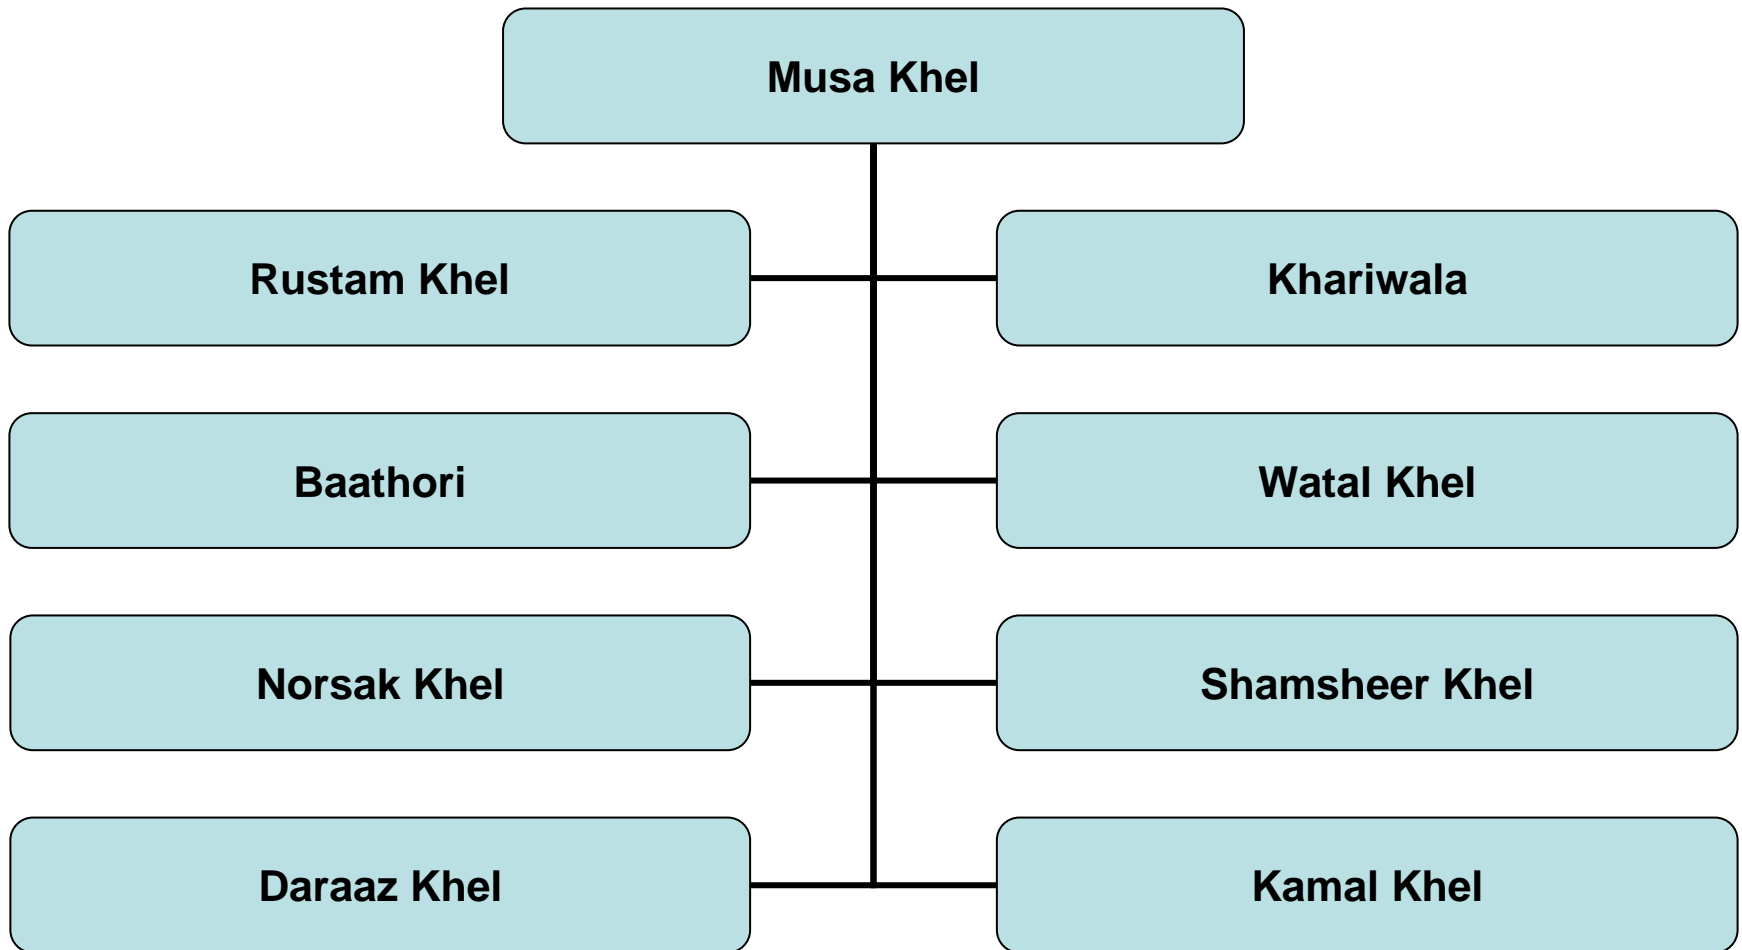 Musa Khel
Rustam Khel
Khariwala
Baathori
Watal Khel
Norsak Khel
Shamsheer Khel
Daraaz Khel
Kamal Khel